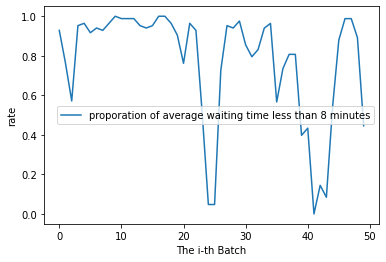 1.0
0.8
0.6
0.4
0.2
0.0
rate
proporation of average waiting time less than 8 minutes
0 10 20 30 40 50
The i-th Batch